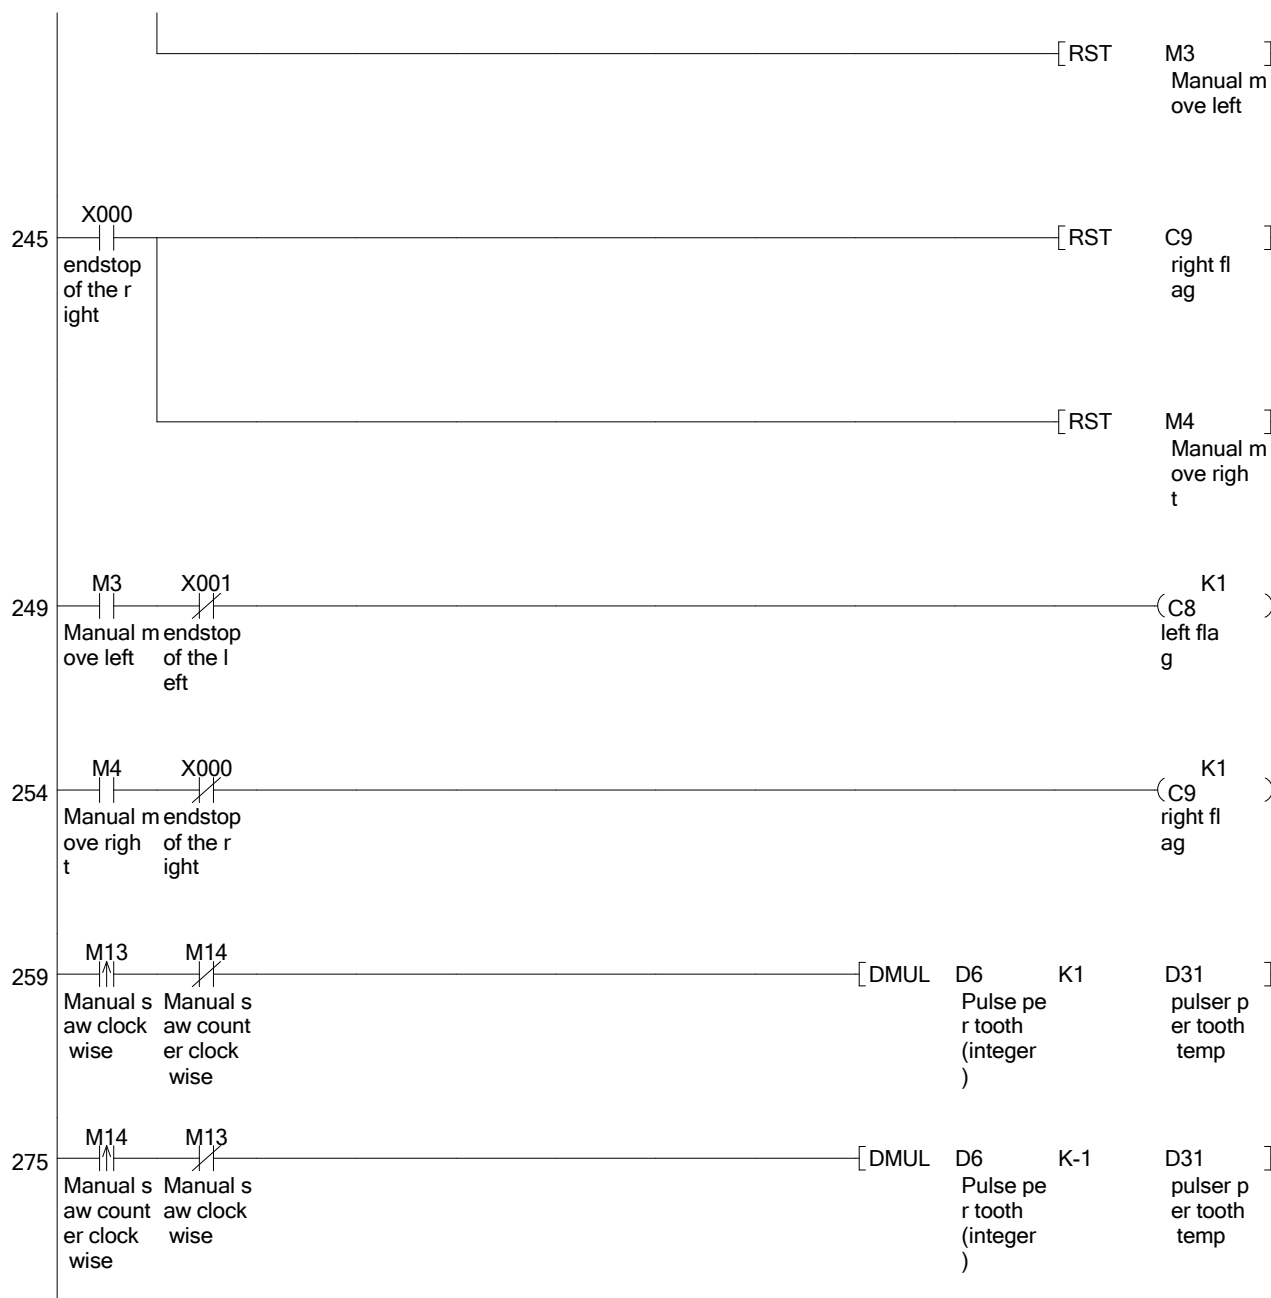 RST M3
Manual m
ove left
X000
245 RST C9
endstop
of the r
ight
right fl
ag
RST M4
Manual m
ove righ
t
M3 X001 K1
249 C8
Manual m endstop left fla
ove left of the l g
eft
M4 X000 K1
254 C9
Manual m endstop right fl
ove righ of the r ag
t ight
M13 M14
259 DMUL D6 K1 D31
Manual s Manual s Pulse pe pulser p
aw clock aw count r tooth er tooth
wise er clock (integer temp
wise )
M14 M13
275 DMUL D6 K-1 D31
Manual s Manual s Pulse pe pulser p
aw count aw clock r tooth er tooth
er clock wise (integer temp
wise )